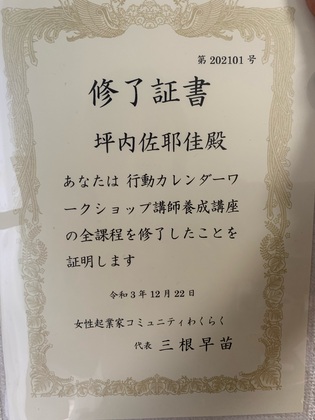 第 202101 号
修了証書
坪内佐耶佳殿
あなたは 行動カレンダーワ
ークショップ講師養成講座
の全課程を修了したことを
証明します
令和3年12月22日
女性起業家コミュニティわくらく
代表 三根早苗